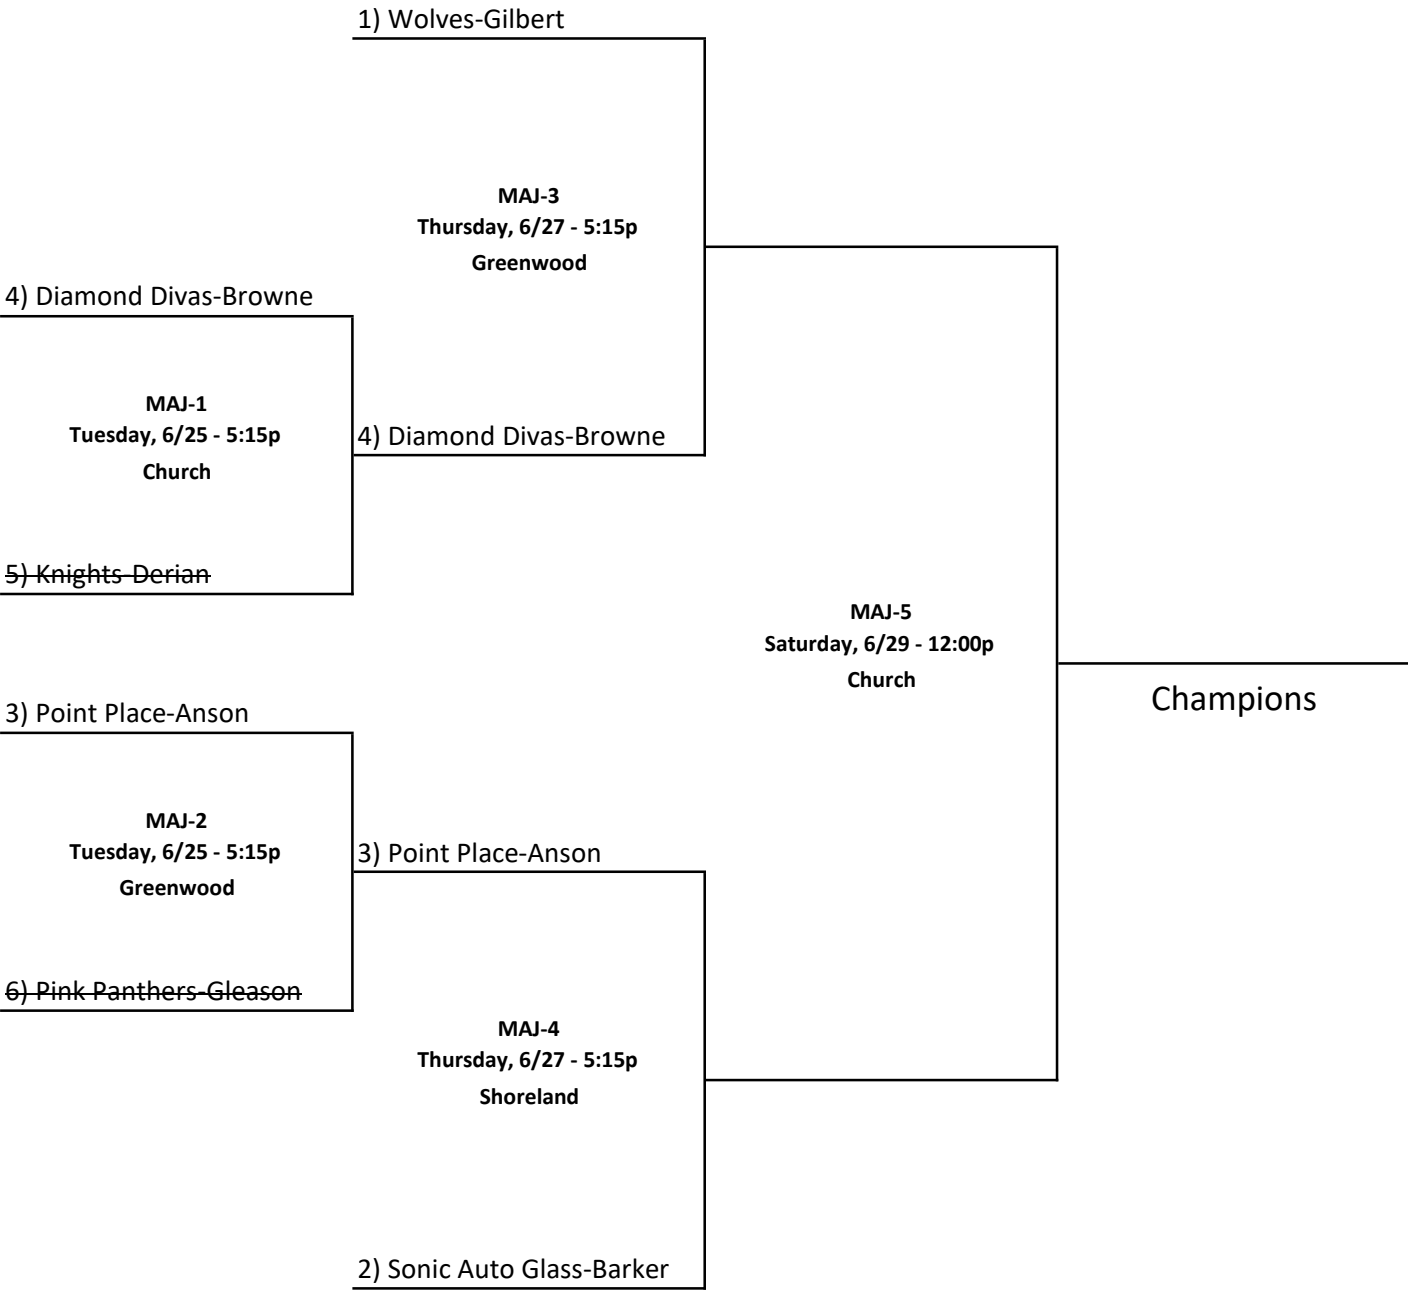 1) Wolves-Gilbert
MAJ-3
Thursday, 6/27 - 5:15p
Greenwood
4) Diamond Divas-Browne
MAJ-1
Tuesday, 6/25 - 5:15p
Church
4) Diamond Divas-Browne
5) Knights-Derian
MAJ-5
Saturday, 6/29 - 12:00p
Church
Champions
3) Point Place-Anson
MAJ-2
Tuesday, 6/25 - 5:15p
Greenwood
3) Point Place-Anson
6) Pink Panthers-Gleason
MAJ-4
Thursday, 6/27 - 5:15p
Shoreland
2) Sonic Auto Glass-Barker